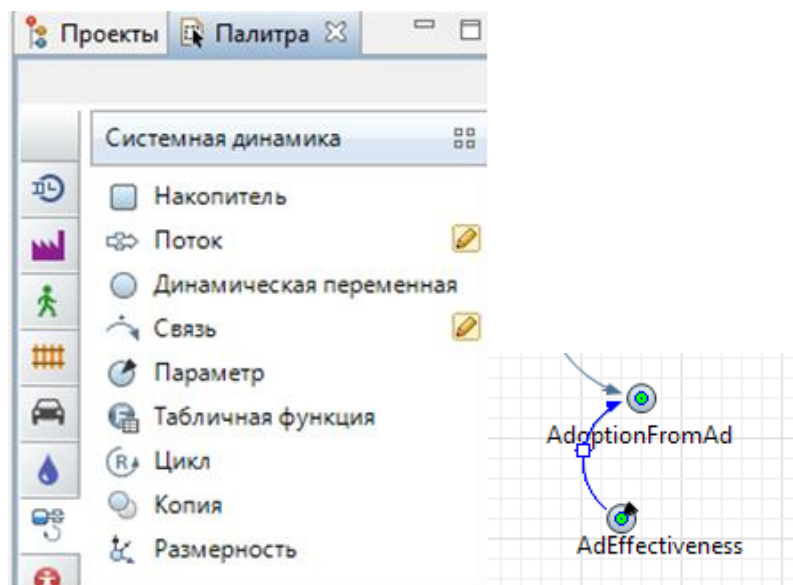 Проекты Палитра
Системная динамика
Накопитель
Поток
Динамическая переменная
Связь
Параметр
Табличная функция
Цикл
Копия
Размерность
AdoptionFromAd
AdEffectiveness